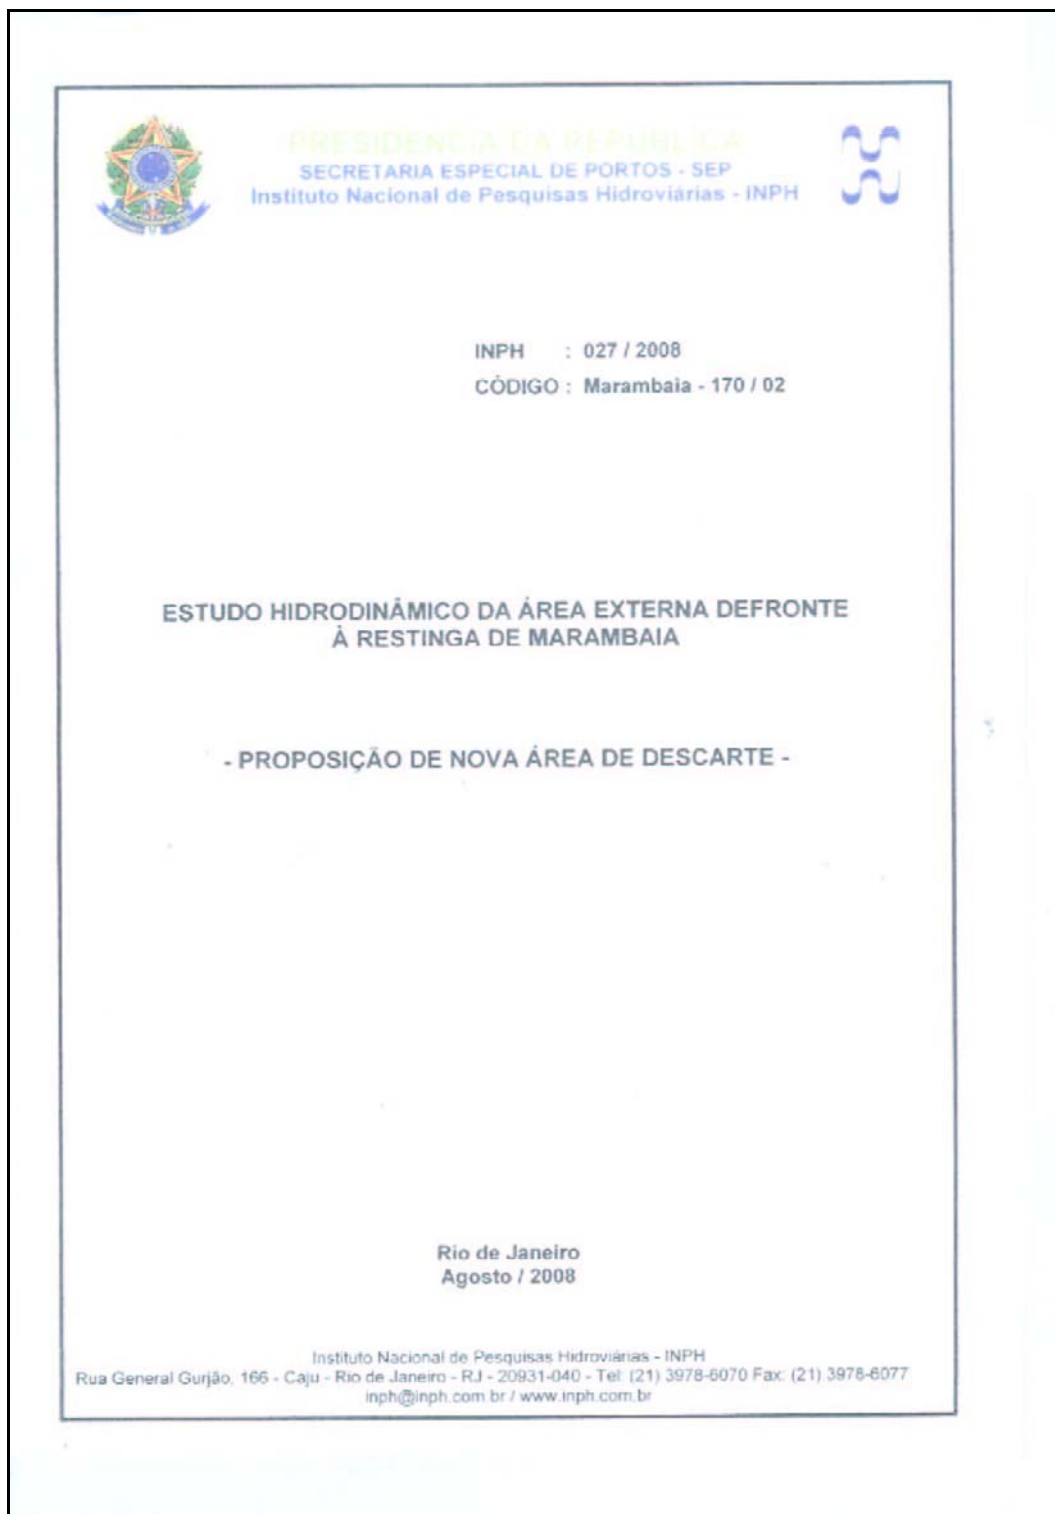 PRESIDENCIA DA REPUBLICA
SECRETARIA ESPECIAL DE PORTOS - SEP
Instituto Nacional de Pesquisas Hidroviárias - INPH
INPH : 027 / 2008
CÓDIGO : Marambaia - 170 / 02
ESTUDO HIDRODINÂMICO DA ÁREA EXTERNA DEFRONTE
À RESTINGA DE MARAMBAIA
- PROPOSIÇÃO DE NOVA ÁREA DE DESCARTE -
Rio de Janeiro
Agosto / 2008
Instituto Nacional de Pesquisas Hidroviárias - INPH
Rua General Gurjão, 166 - Caju - Rio de Janeiro - RJ - 20931-040 - Tel: (21) 3978-6070 Fax: (21) 3978-6077
inph@inph.com.br / www.inph.com.br